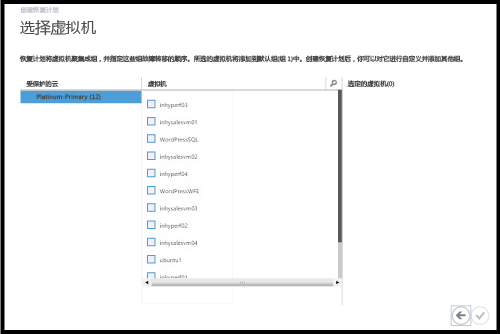 创建恢复计划
选择虚拟机
恢复计划将虚拟机聚集成组，并指定这些组故障转移的顺序。所选的虚拟机将添加到默认组(组 1)中。创建恢复计划后，你可以对它进行自定义并添加其他组。
受保护的云
虚拟机
选定的虚拟机(0)
Platinum-Primary (12)
inhyperf03
inhysalesvm01
WordPressSQL
inhysalesvm02
inhyperf04
WordPressWFE
inhysalesvm03
inhyperf02
inhysalesvm04
ubuntu1
inhyperf01